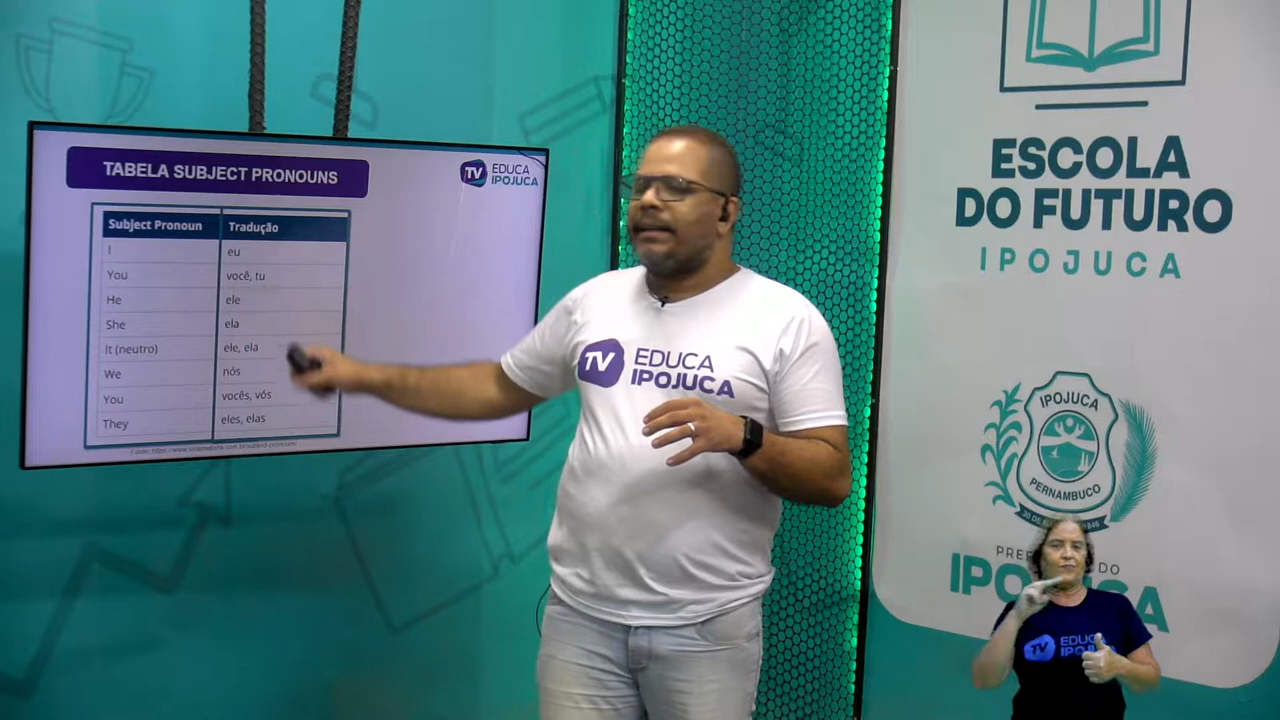 TABELA SUBJECT PRONOUNS
TV EDUCA
IPOJUCA
Subject Pronoun Tradução
I eu
You você, tu
He ele
She ela
It (neutro) ele, ela
We nós
You vocês, vós
They eles, elas
TV EDUCA
IPOJUCA
ESCOLA
DO FUTURO
IPOJUCA
IPOJUCA
PERNAMBUCO
TV